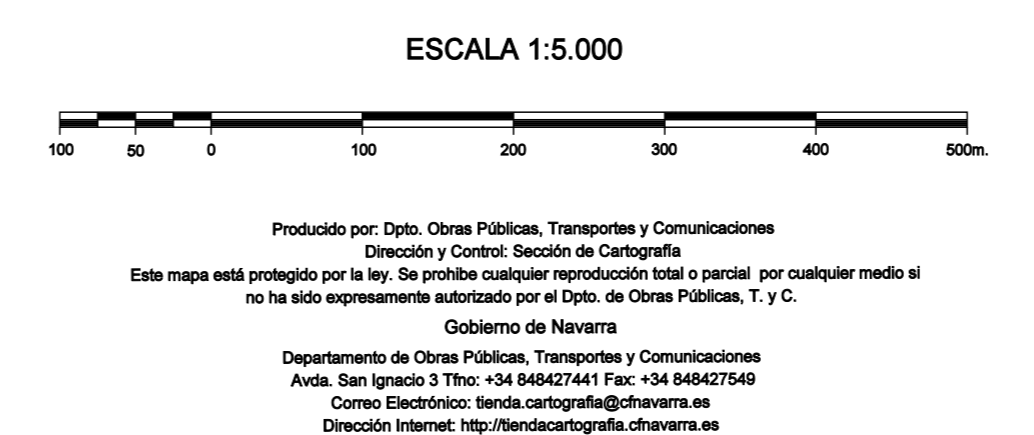 ESCALA 1:5.000
100 50 0 100 200 300 400 500m.
Producido por: Dpto. Obras Públicas, Transportes y Comunicaciones
Dirección y Control: Sección de Cartografía
Este mapa está protegido por la ley. Se prohibe cualquier reproducción total o parcial por cualquier medio si
no ha sido expresamente autorizado por el Dpto. de Obras Públicas, T. y C.
Gobierno de Navarra
Departamento de Obras Públicas, Transportes y Comunicaciones
Avda. San Ignacio 3 Tfno: +34 848427441 Fax: +34 848427549
Correo Electrónico: tienda.cartografia@cfnavarra.es
Dirección Internet: http://tiendacartografia.cfnavarra.es